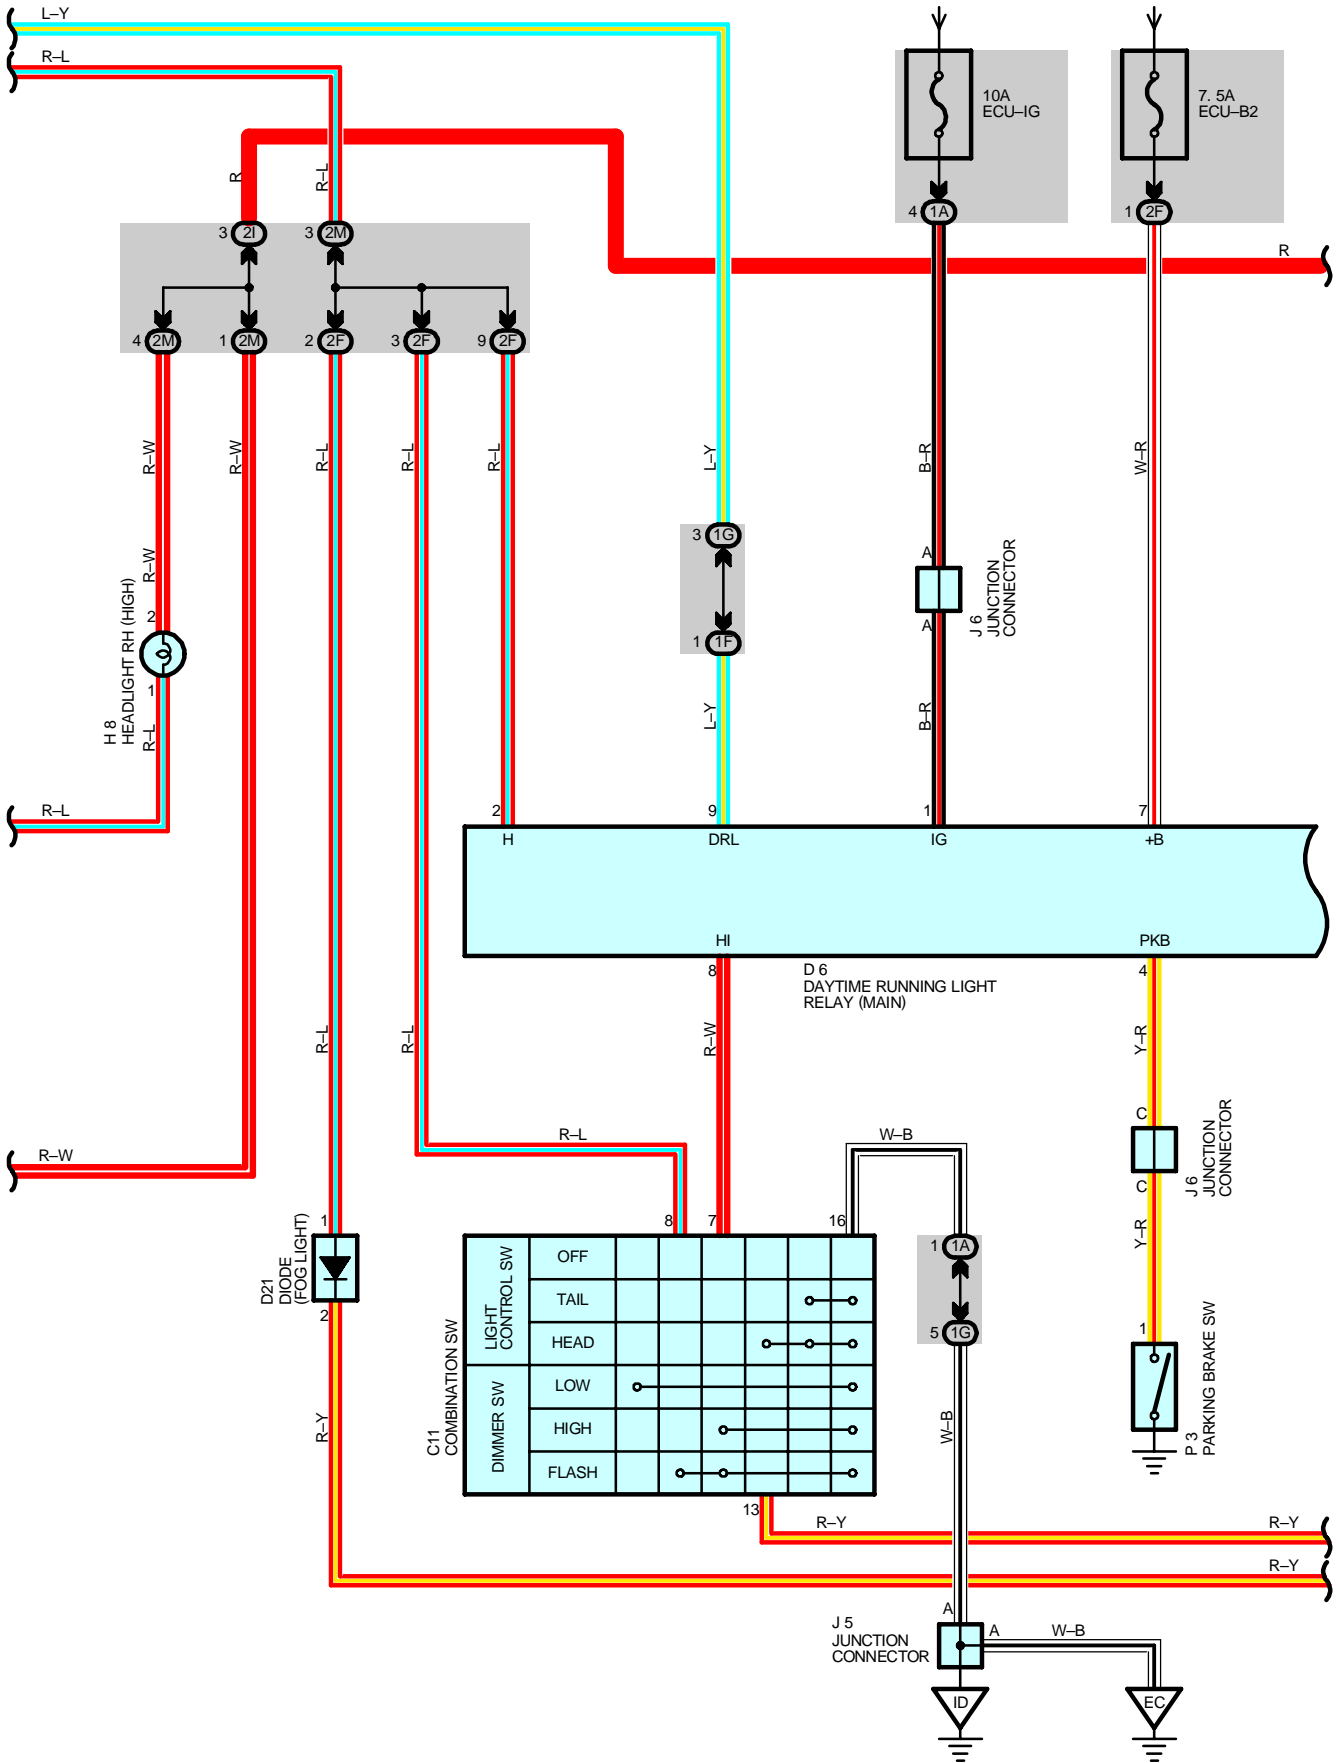 L–Y
R–L
10A
ECU–IG
7. 5A
ECU–B2
R
R–L
4 1A
1 2F
3 2I
3 2M
R
4 2M
1 2M
2 2F
3 2F
9 2F
R–W
R–W
R–L
R–L
R–L
L–Y
B–R
W–R
3 1G
1 1F
A
A
J 6
JUNCTION
CONNECTOR
R–W
2
1
H 8
HEADLIGHT RH (HIGH)
R–L
L–Y
B–R
R–L
2
9
1
7
H
DRL
IG
+B
HI
PKB
8
4
D 6
DAYTIME RUNNING LIGHT
RELAY (MAIN)
R–L
R–L
R–W
Y–R
C
C
J 6
JUNCTION
CONNECTOR
R–W
R–L
W–B
Y–R
1
2
D21
DIODE
(FOG LIGHT)
8
7
16
1 1A
5 1G
C11
COMBINATION SW
LIGHT
CONTROL SW
OFF
TAIL
HEAD
DIMMER SW
LOW
HIGH
FLASH
1
P 3
PARKING BRAKE SW
R–Y
W–B
13
R–Y
R–Y
R–Y
J 5
JUNCTION
CONNECTOR
A
A
W–B
ID
EC